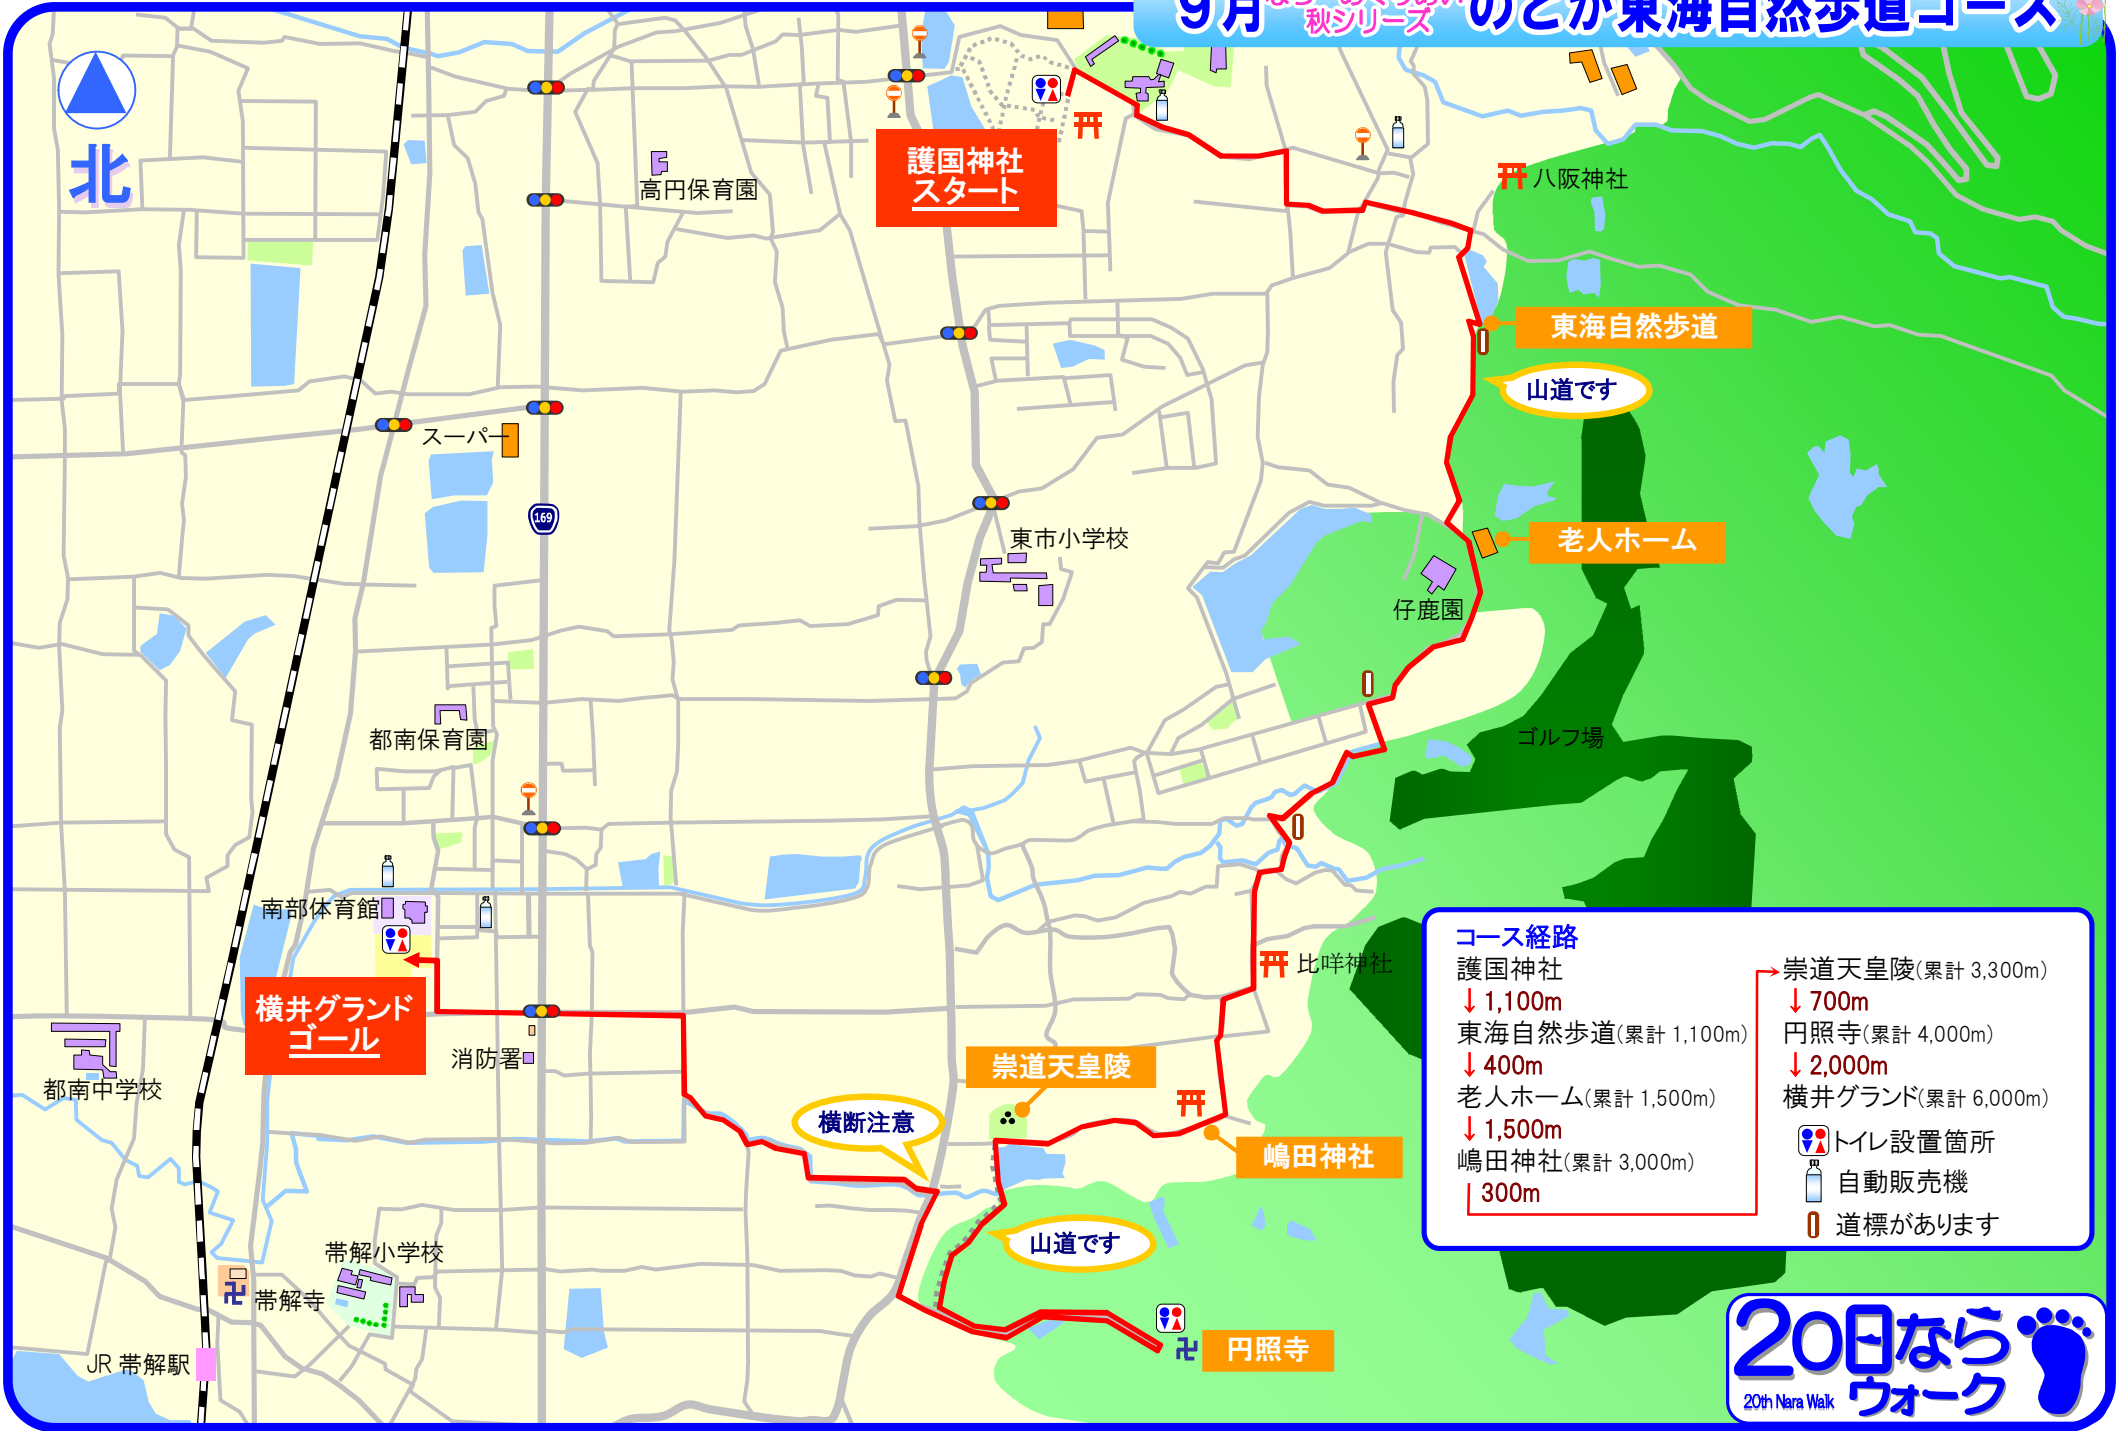 9月
秋シリーズ
のどか東海自然歩道コース
北
高円保育園
護国神社
スタート
八阪神社
東海自然歩道
山道です
スーパー
169
東市小学校
老人ホーム
仔鹿園
都南保育園
ゴルフ場
南部体育館
比咩神社
横井グランド
ゴール
消防署
都南中学校
崇道天皇陵
横断注意
嶋田神社
山道です
帯解小学校
帯解寺
JR 帯解駅
円照寺
コース経路
護国神社
↓ 1,100m
東海自然歩道(累計 1,100m)
↓ 400m
老人ホーム(累計 1,500m)
↓ 1,500m
嶋田神社(累計 3,000m)
300m
崇道天皇陵(累計 3,300m)
↓ 700m
円照寺(累計 4,000m)
↓ 2,000m
横井グランド(累計 6,000m)
トイレ設置箇所
自動販売機
道標があります
20日なら
ウォーク
20th Nara Walk